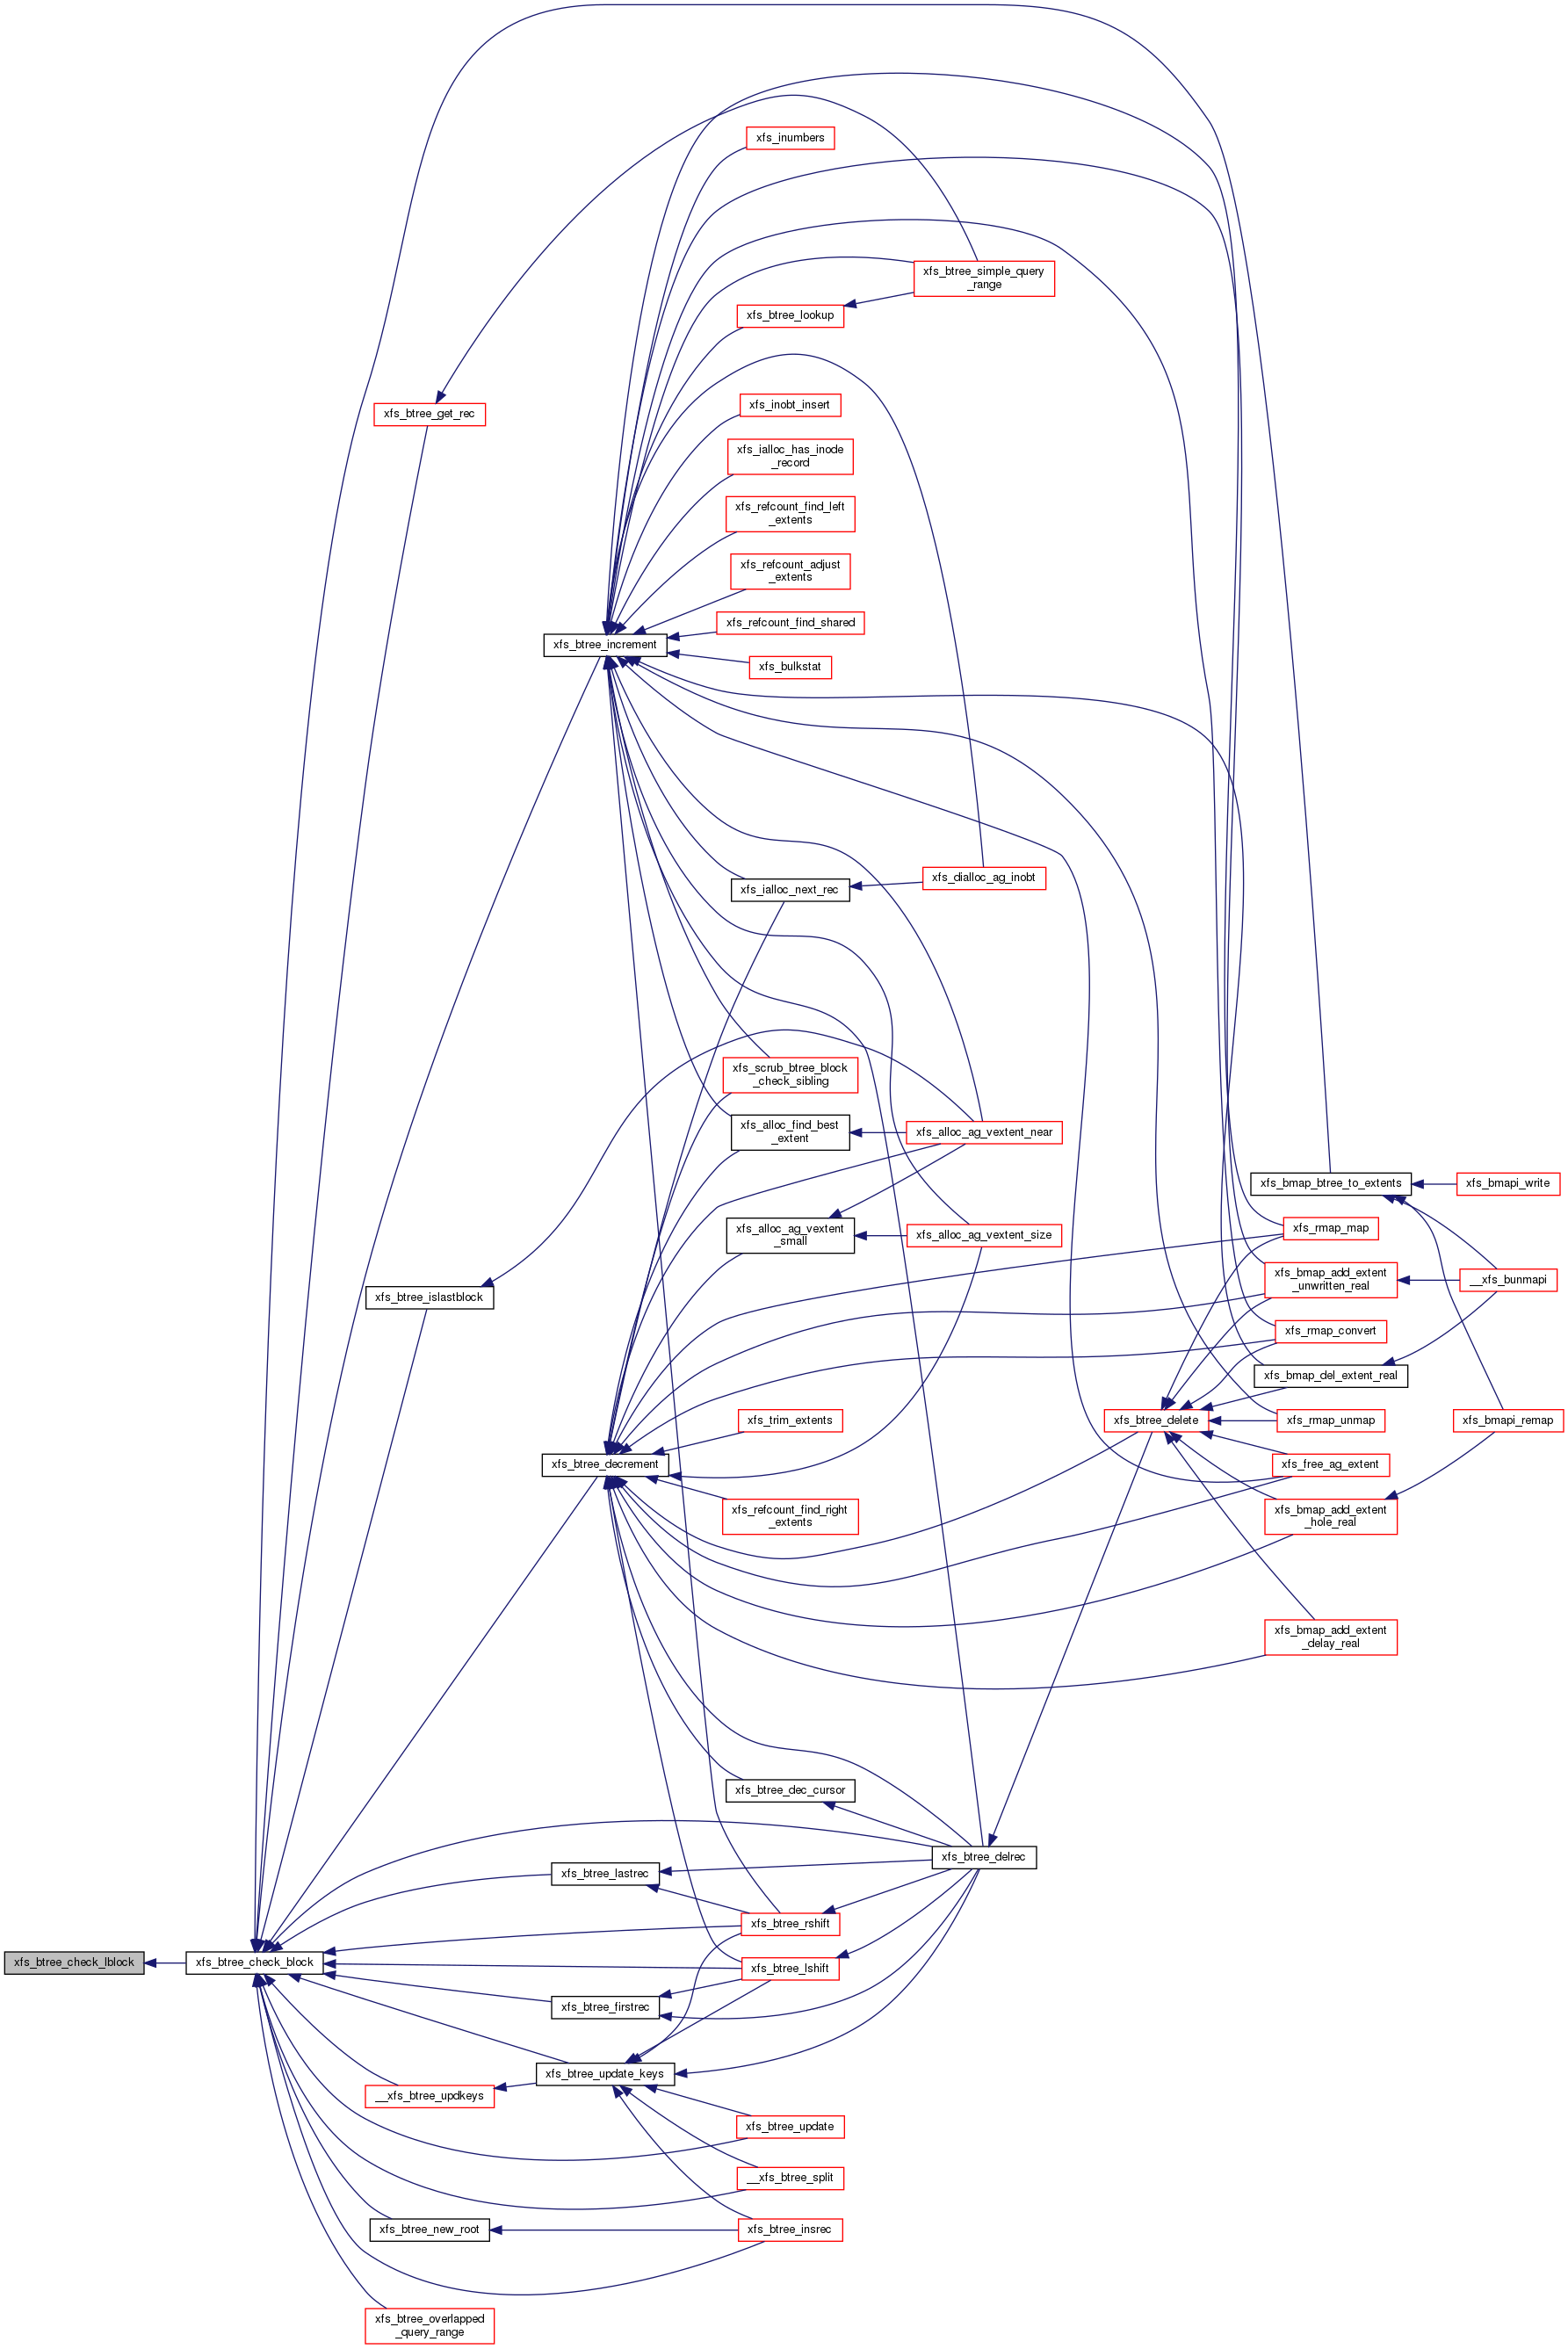 xfs_inumbers
xfs_btree_simple_query
_range
xfs_btree_lookup
xfs_btree_get_rec
xfs_inobt_insert
xfs_ialloc_has_inode
_record
xfs_refcount_find_left
_extents
xfs_refcount_adjust
_extents
xfs_refcount_find_shared
xfs_btree_increment
xfs_bulkstat
xfs_ialloc_next_rec
xfs_dialloc_ag_inobt
xfs_scrub_btree_block
_check_sibling
xfs_alloc_find_best
_extent
xfs_alloc_ag_vextent_near
xfs_bmap_btree_to_extents
xfs_bmapi_write
xfs_alloc_ag_vextent
_small
xfs_alloc_ag_vextent_size
xfs_rmap_map
xfs_bmap_add_extent
_unwritten_real
__xfs_bunmapi
xfs_btree_islastblock
xfs_rmap_convert
xfs_bmap_del_extent_real
xfs_trim_extents
xfs_btree_delete
xfs_rmap_unmap
xfs_bmapi_remap
xfs_btree_decrement
xfs_free_ag_extent
xfs_refcount_find_right
_extents
xfs_bmap_add_extent
_hole_real
xfs_bmap_add_extent
_delay_real
xfs_btree_dec_cursor
xfs_btree_delrec
xfs_btree_lastrec
xfs_btree_rshift
xfs_btree_check_lblock
xfs_btree_check_block
xfs_btree_lshift
xfs_btree_firstrec
xfs_btree_update_keys
__xfs_btree_updkeys
xfs_btree_update
__xfs_btree_split
xfs_btree_new_root
xfs_btree_insrec
xfs_btree_overlapped
_query_range